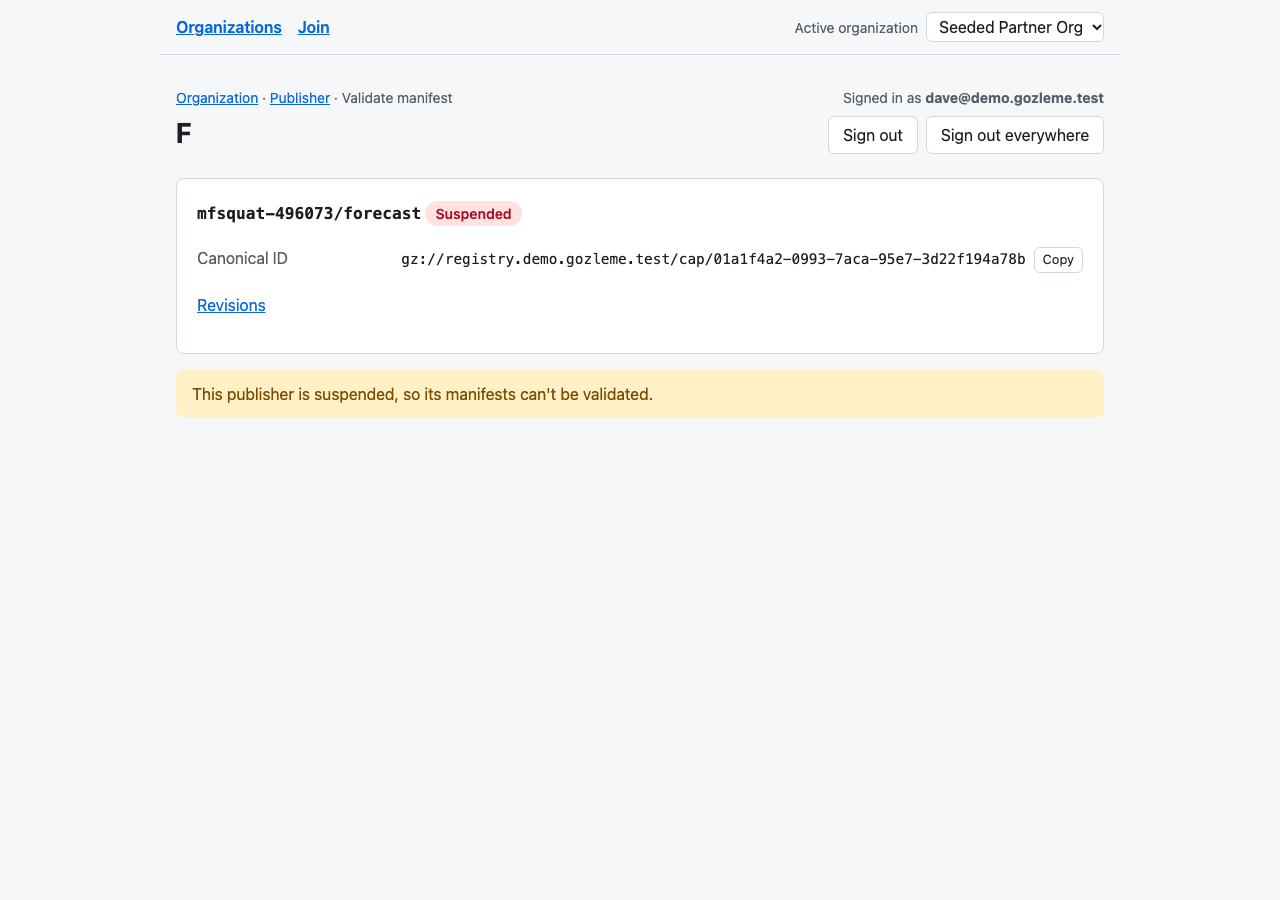 Organizations Join Active organization Seeded Partner Org
Organization · Publisher · Validate manifest Signed in as dave@demo.gozleme.test
F Sign out Sign out everywhere
mfsquat-496073/forecast Suspended
Canonical ID gz://registry.demo.gozleme.test/cap/01a1f4a2-0993-7aca-95e7-3d22f194a78b Copy
Revisions
This publisher is suspended, so its manifests can't be validated.